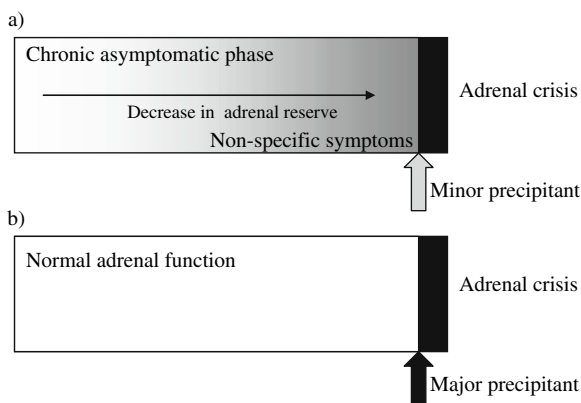 a)
Chronic asymptomatic phase
Decrease in adrenal reserve
Non-specific symptoms
Adrenal crisis
Minor precipitant
b)
Normal adrenal function
Adrenal crisis
Major precipitant